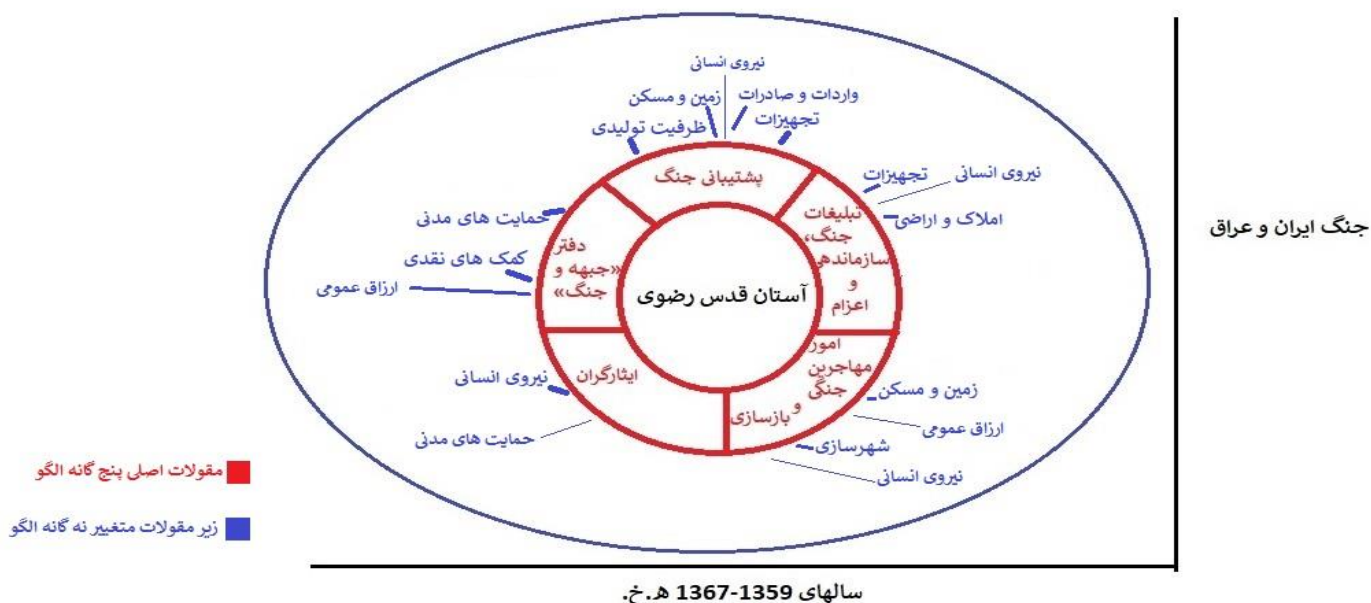 نیروی انسانی
واردات و صادرات
زمین و مسکن
تجهیزات
ظرفیت تولیدی
پشتیبانی جنگ
تجهیزات
نیروی انسانی
املاک و اراضی
تبلیغات
جنگ،
سازماندهی
و
اعزام
حمایت های مدنی
کمک های نقدی
ارزاق عمومی
دفتر
«جبهه و
جنگ»
آستان قدس رضوی
جنگ ایران و عراق
امور
مهاجرین
جنگی
و
بازسازی
زمین و مسکن
ارزاق عمومی
شهرسازی
نیروی انسانی
ایثارگران
نیروی انسانی
حمایت های مدنی
مقولات اصلی پنج گانه الگو
زیر مقولات متغییر نه گانه الگو
سالهای 1359-1367 ه.خ.